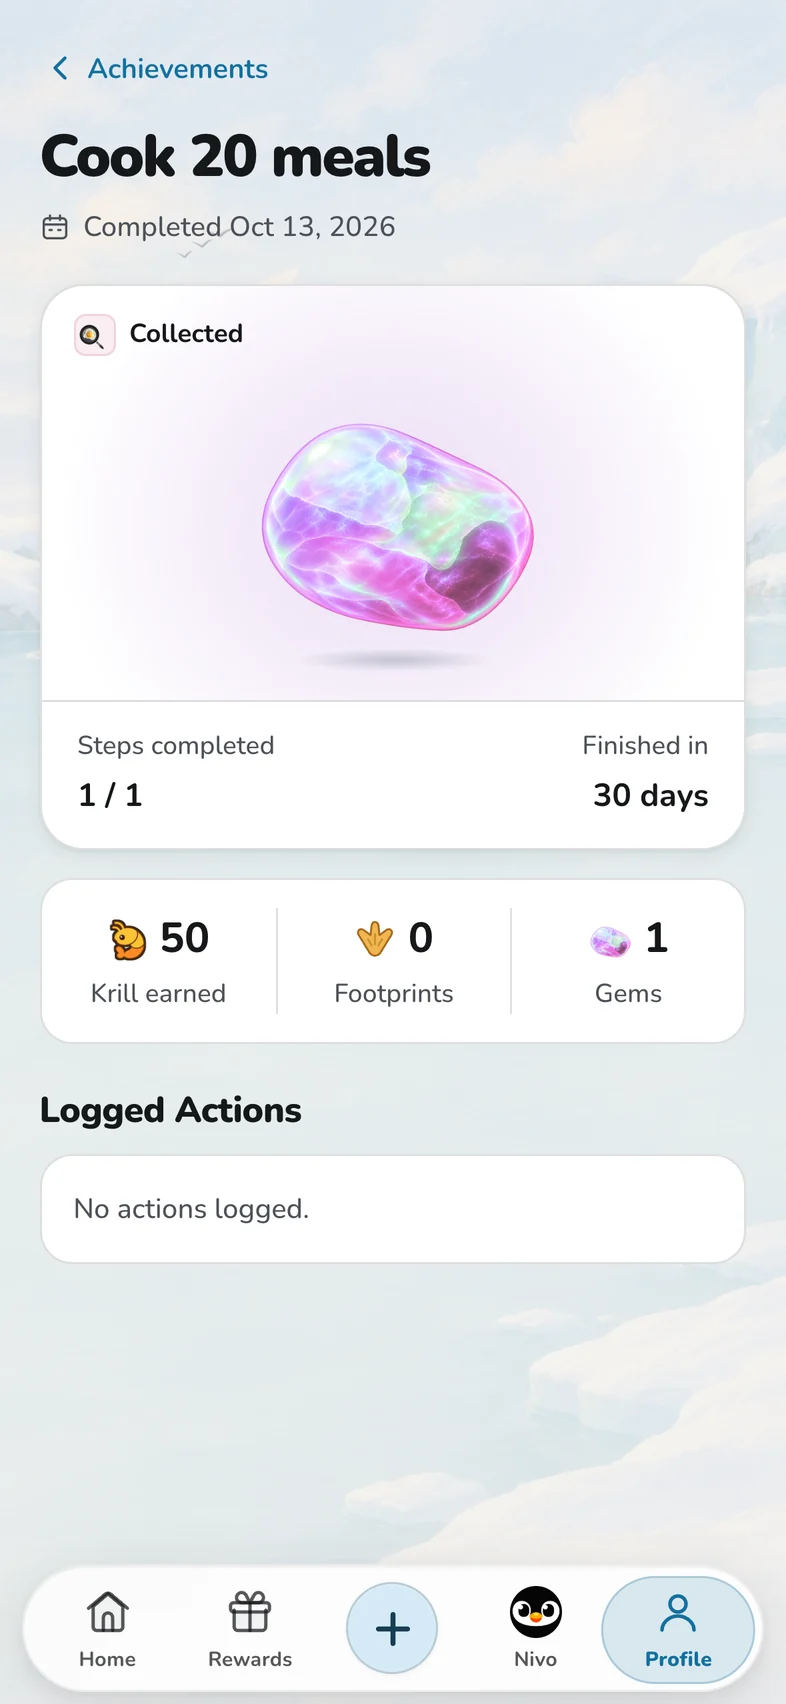 Achievements
Cook 20 meals
Completed Oct 13, 2026
Collected
Steps completed
Finished in
1 / 1
30 days
50
0
1
Krill earned
Footprints
Gems
Logged Actions
No actions logged.
Home
Rewards
Nivo
Profile